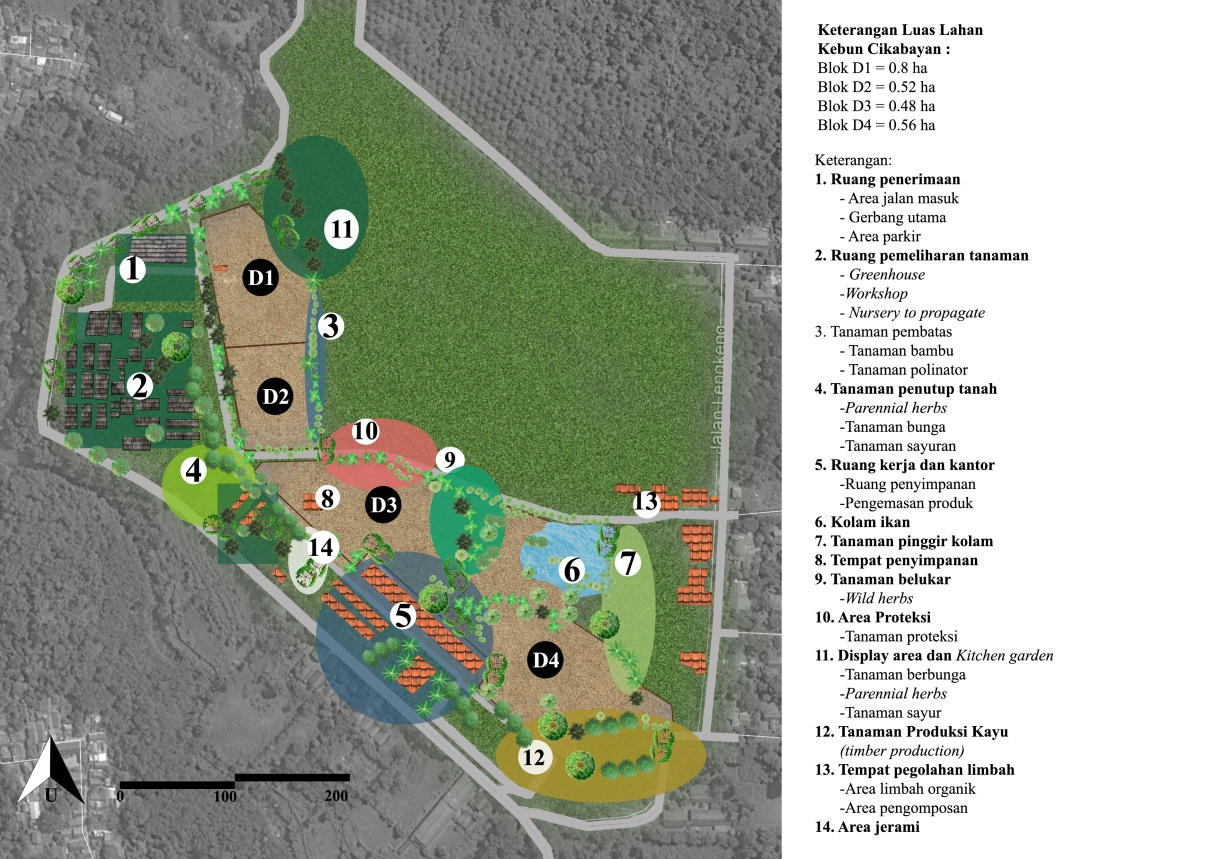 Keterangan Luas Lahan
Kebun Cikabayan :
Blok D1 = 0.8 ha
Blok D2 = 0.52 ha
Blok D3 = 0.48 ha
Blok D4 = 0.56 ha
Keterangan:
1. Ruang penerimaan
- Area jalan masuk
- Gerbang utama
- Area parkir
2. Ruang pemeliharan tanaman
- Greenhouse
-Workshop
- Nursery to propagate
3. Tanaman pembatas
- Tanaman bambu
- Tanaman polinator
4. Tanaman penutup tanah
-Parennial herbs
-Tanaman bunga
-Tanaman sayuran
5. Ruang kerja dan kantor
-Ruang penyimpanan
-Pengemasan produk
6. Kolam ikan
7. Tanaman pinggir kolam
8. Tempat penyimpanan
9. Tanaman belukar
-Wild herbs
10. Area Proteksi
-Tanaman proteksi
11. Display area dan Kitchen garden
-Tanaman berbunga
-Parennial herbs
-Tanaman sayur
12. Tanaman Produksi Kayu
(timber production)
13. Tempat pegolahan limbah
-Area limbah organik
-Area pengomposan
14. Area jerami
11
1
D1
3
2
D2
10
9
4
8
D3
13
14
6
7
5
D4
12
U
0
100
200
Jalan Lengkeng